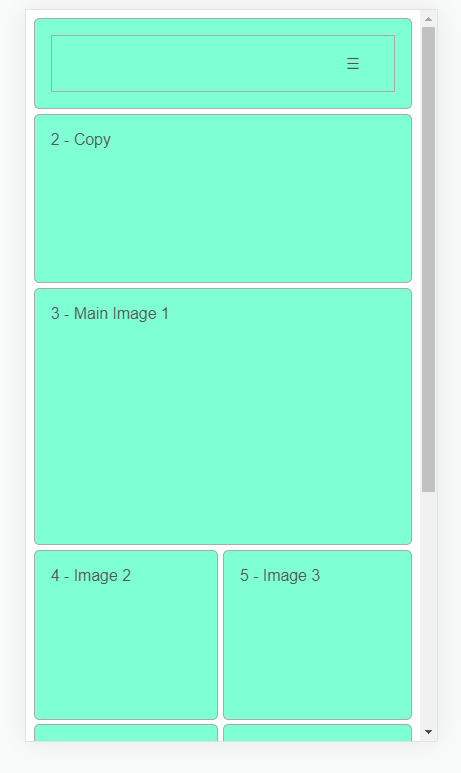 ☰
2 - Copy
3 - Main Image 1
4 - Image 2
5 - Image 3